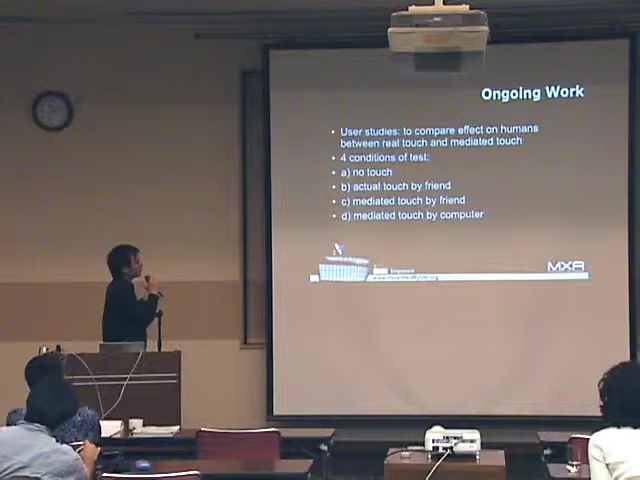 Ongoing Work
• User studies: to compare effect on humans
between real touch and mediated touch
• 4 conditions of test:
• a) no touch
• b) actual touch by friend
• c) mediated touch by friend
• d) mediated touch by computer
MXR